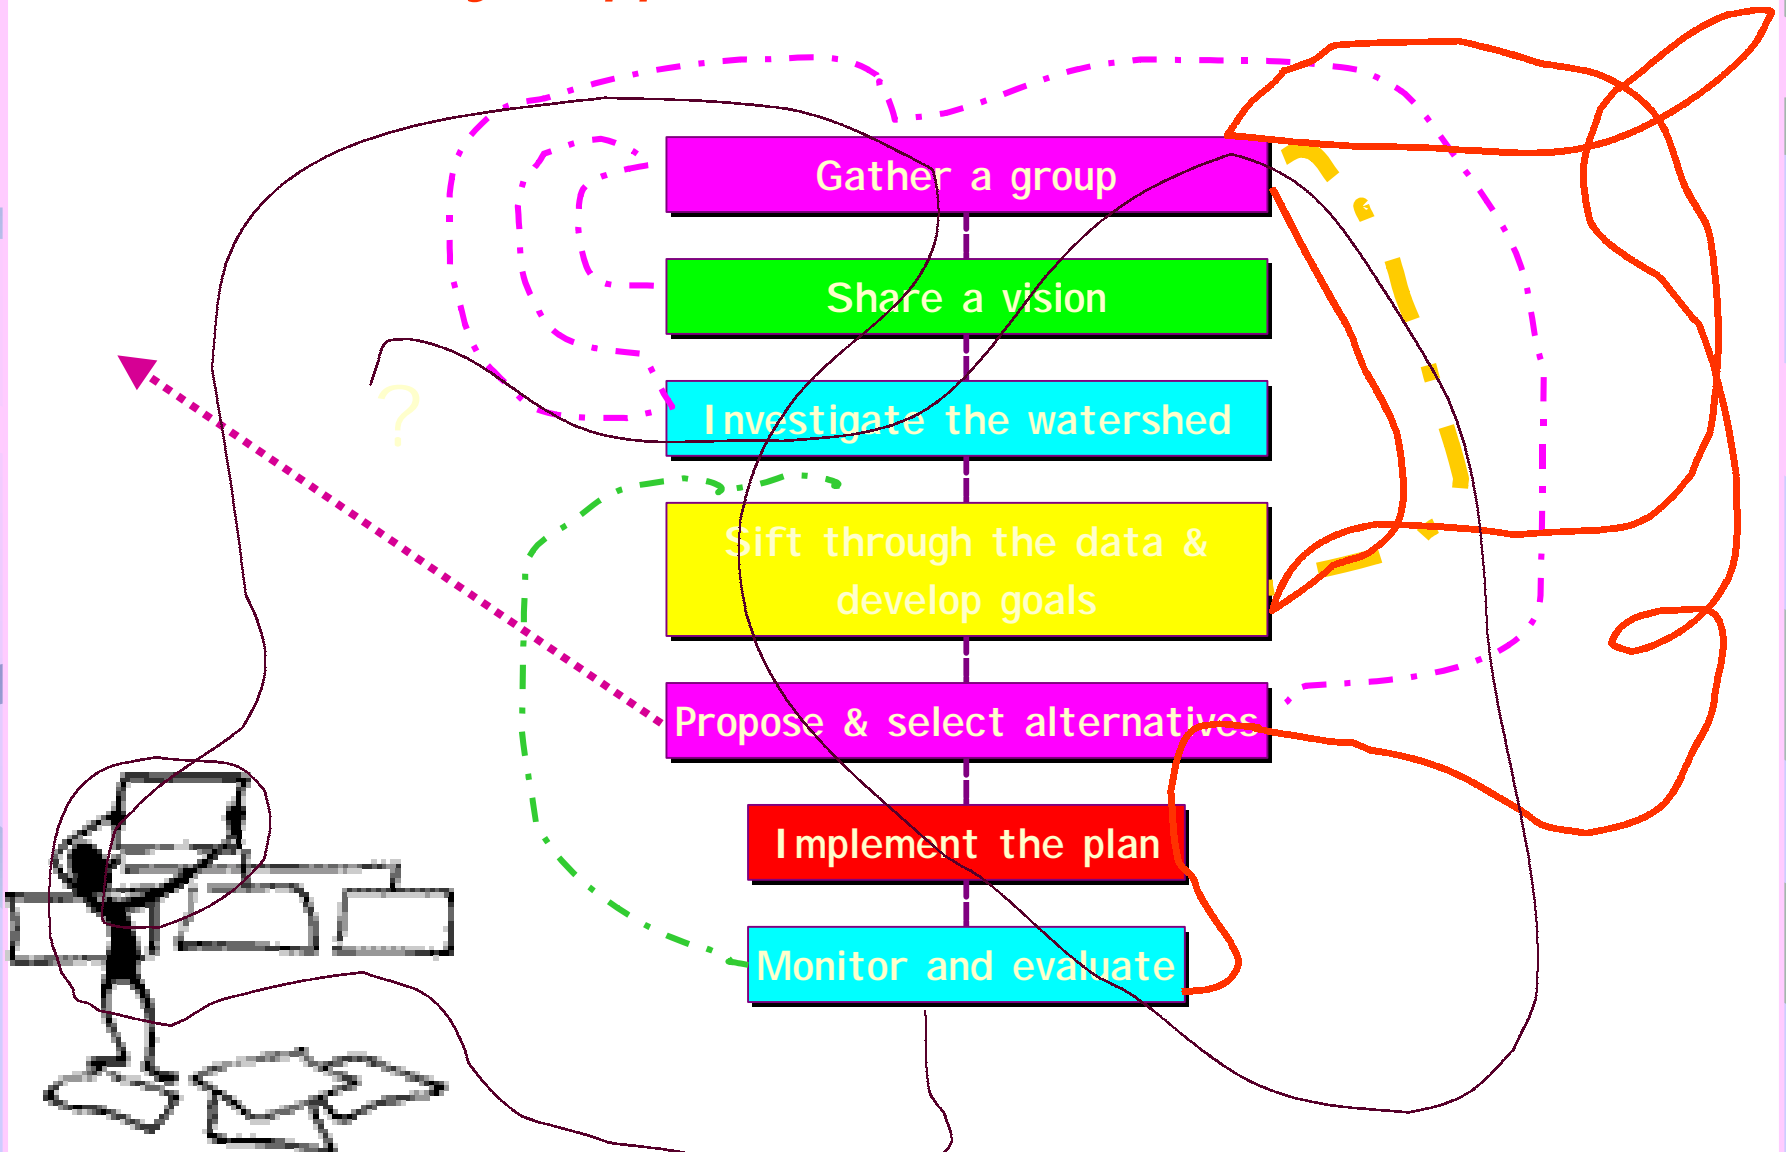 Gather a group
Share a vision
?
Investigate the watershed
Sift through the data &
develop goals
Propose & select alternatives
Implement the plan
Monitor and evaluate